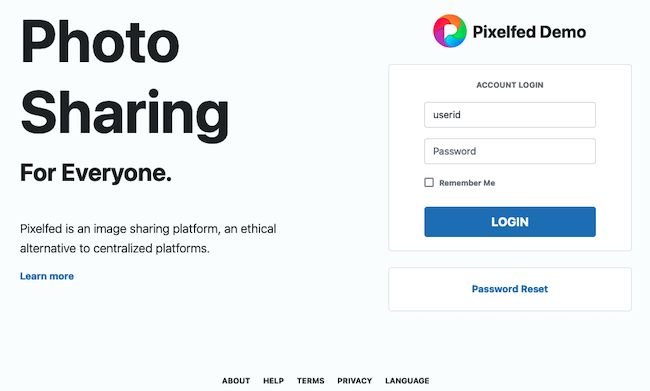 Photo
Sharing
For Everyone.
Pixelfed is an image sharing platform, an ethical
alternative to centralized platforms.
Learn more
Pixelfed Demo
ACCOUNT LOGIN
userid
Password
Remember Me
LOGIN
Password Reset
ABOUT HELP TERMS PRIVACY LANGUAGE